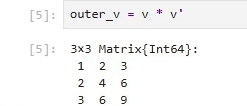 [5]: outer_v = v * v'
[5]: 3×3 Matrix{Int64}:
1 2 3
2 4 6
3 6 9